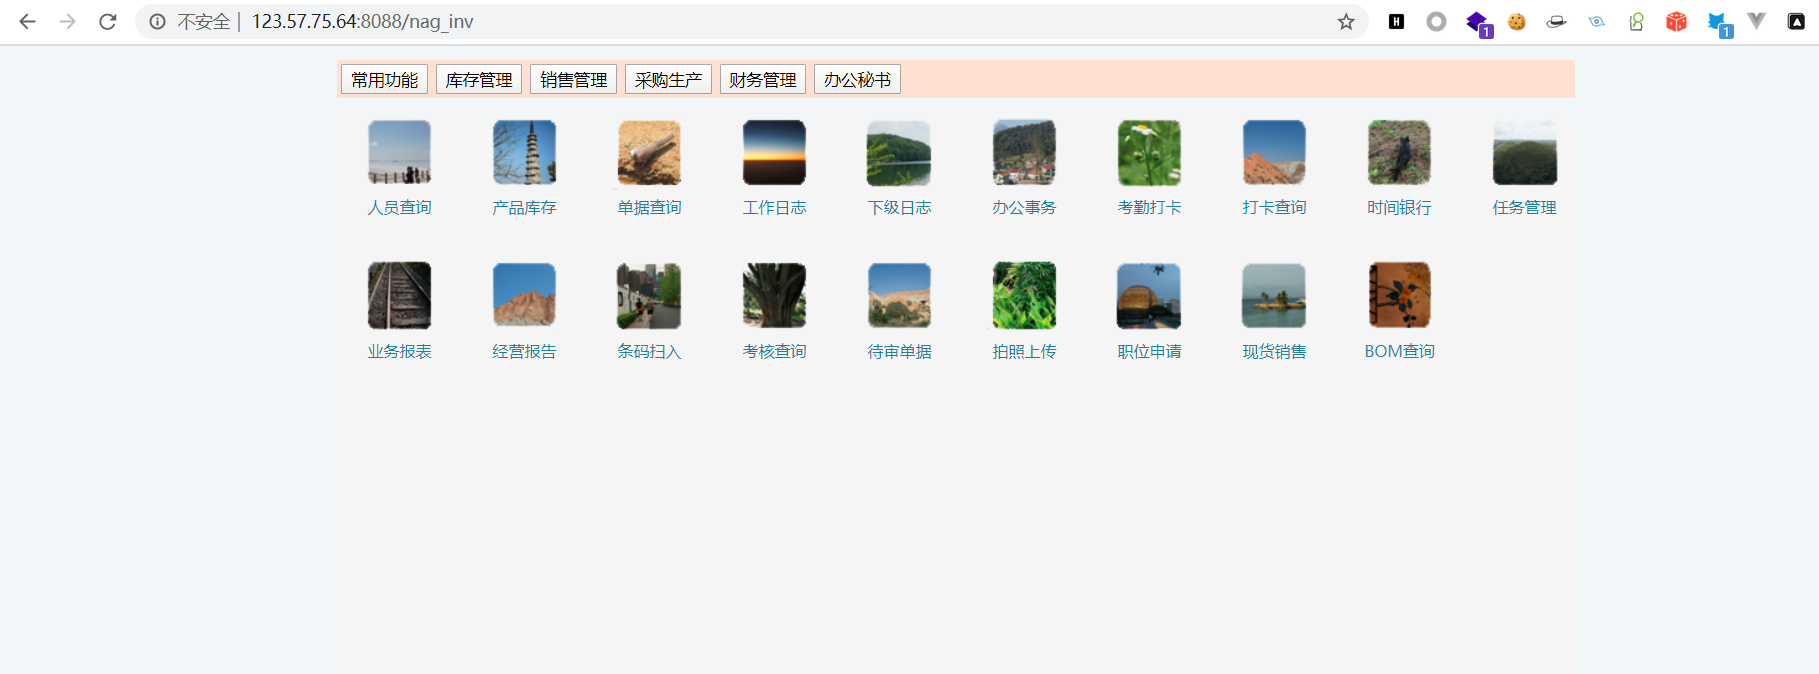 不安全 | 123.57.75.64:8088/nag_inv
H 1 1
常用功能 库存管理 销售管理 采购生产 财务管理 办公秘书
人员查询 产品库存 单据查询 工作日志 下级日志 办公事务 考勤打卡 打卡查询 时间银行 任务管理
业务报表 经营报告 条码扫入 考核查询 待审单据 拍照上传 职位申请 现货销售 BOM查询